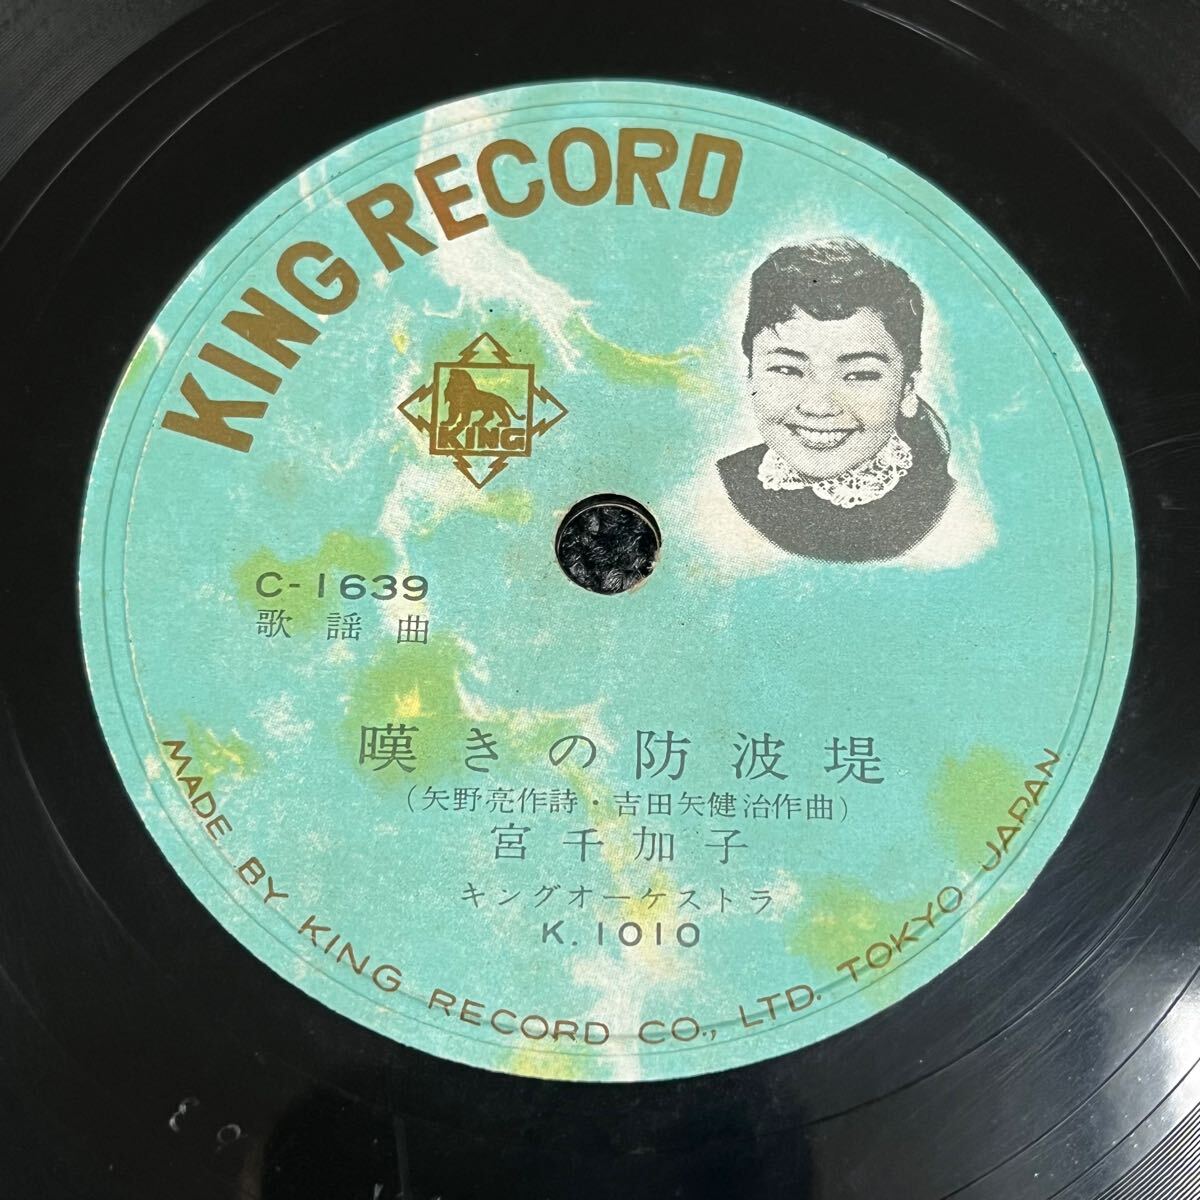 KING RECORD
KING
C-1639
歌謡曲
嘆きの防波堤
(矢野亮作詩・吉田矢健治作曲)
宮千加子
キングオーケストラ
K.1010
MADE BY KING RECORD CO., LTD. TOKYO JAPAN